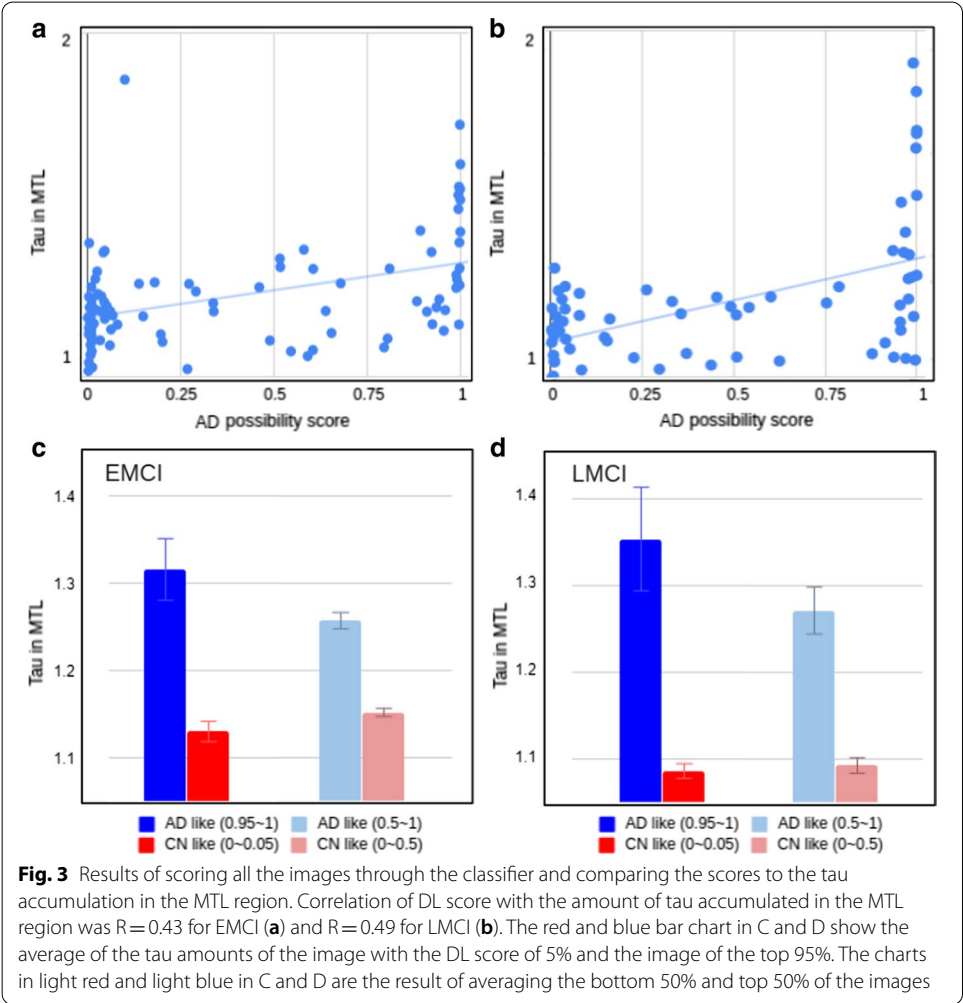 a
b
2
2
Tau in MTL
Tau in MTL
1
1
0 0.25 0.5 0.75 1
0 0.25 0.5 0.75 1
AD possibility score
AD possibility score
c
d
EMCI
LMCI
1.4
1.3
1.2
1.1
Tau in MTL
1.4
1.3
1.2
1.1
Tau in MTL
AD like (0.95~1) AD like (0.5~1)
CN like (0~0.05) CN like (0~0.5)
AD like (0.95~1) AD like (0.5~1)
CN like (0~0.05) CN like (0~0.5)
Fig. 3 Results of scoring all the images through the classifier and comparing the scores to the tau
accumulation in the MTL region. Correlation of DL score with the amount of tau accumulated in the MTL
region was R = 0.43 for EMCI (a) and R = 0.49 for LMCI (b). The red and blue bar chart in C and D show the
average of the tau amounts of the image with the DL score of 5% and the image of the top 95%. The charts
in light red and light blue in C and D are the result of averaging the bottom 50% and top 50% of the images